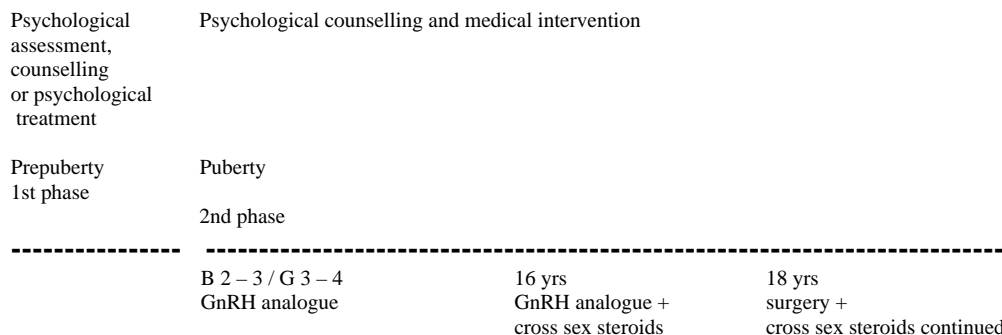 Psychological
assessment,
counselling
or psychological
treatment
Psychological counselling and medical intervention
Prepuberty
1st phase
Puberty
2nd phase
B 2 – 3 / G 3 – 4
GnRH analogue
16 yrs
GnRH analogue +
cross sex steroids
18 yrs
surgery +
cross sex steroids continued